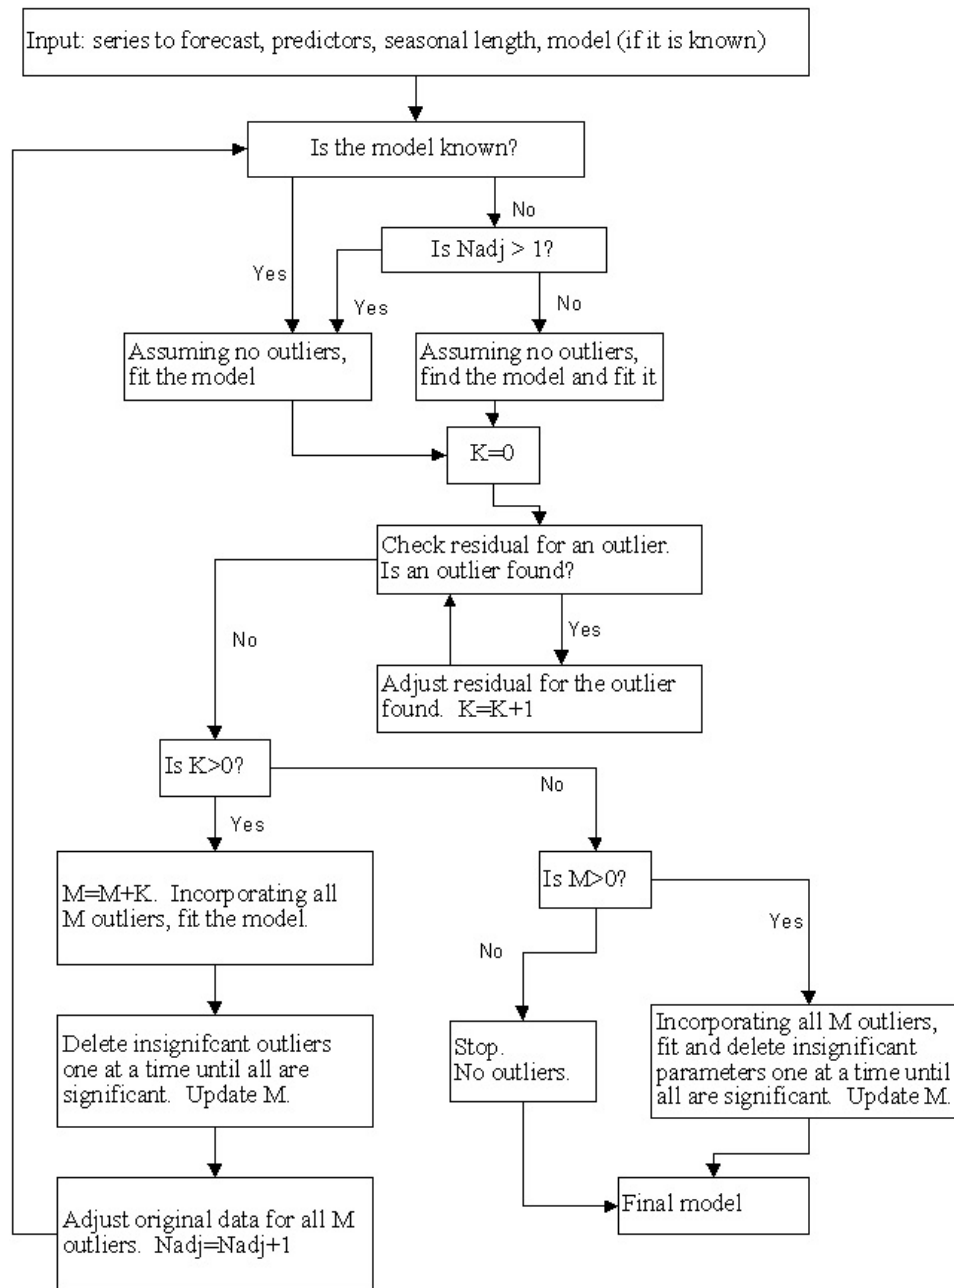 Input: series to forecast, predictors, seasonal length, model (if it is known)
Is the model known?
No
Is Nadj > 1?
Yes
Yes
No
Assuming no outliers,
fit the model
Assuming no outliers,
find the model and fit it
K=0
Check residual for an outlier.
Is an outlier found?
No
Yes
Adjust residual for the outlier
found. K=K+1
Is K>0?
No
Yes
M=M+K. Incorporating all
M outliers, fit the model.
Is M>0?
Yes
No
Delete insignifcant outliers
one at a time until all are
significant. Update M.
Stop.
No outliers.
Incorporating all M outliers,
fit and delete insignificant
parameters one at a time until
all are significant. Update M.
Adjust original data for all M
outliers. Nadj=Nadj+1
Final model